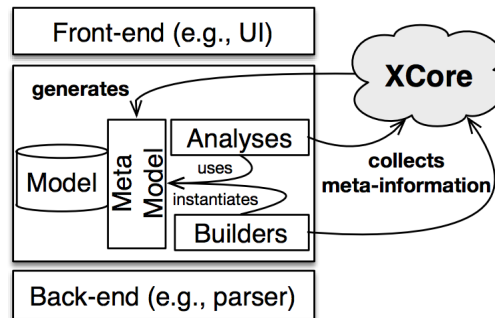 Front-end (e.g., UI)
XCore
generates
Analyses
collects
meta-information
uses
Meta
Model
Model
instantiates
Builders
Back-end (e.g., parser)